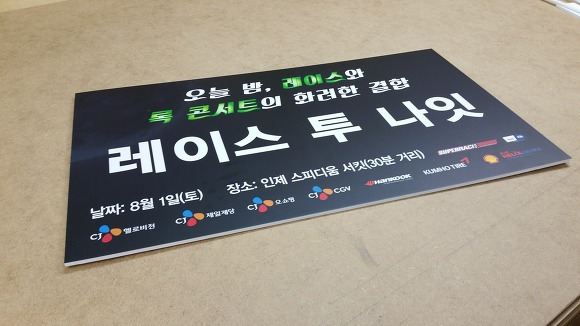 오늘 밤, 레이스와
록 콘서트의 화려한 결합
레이스 투 나잇
날짜: 8월 1일(토) 장소: 인제 스피디움 서킷(30분 거리)
CJ 헬로비전 CJ 제일제당 CJ 오쇼핑 CJ CGV HANKOOK KUMHO TIRE SUPERRACE